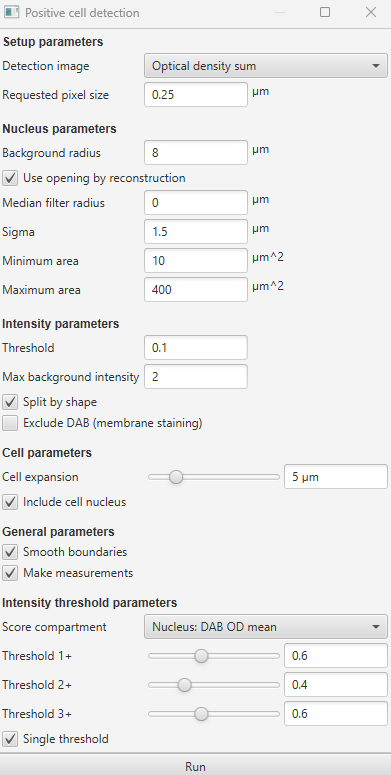 Positive cell detection
Setup parameters
Detection image Optical density sum
Requested pixel size 0.25 µm
Nucleus parameters
Background radius 8 µm
Use opening by reconstruction
Median filter radius 0 µm
Sigma 1.5 µm
Minimum area 10 µm^2
Maximum area 400 µm^2
Intensity parameters
Threshold 0.1
Max background intensity 2
Split by shape
Exclude DAB (membrane staining)
Cell parameters
Cell expansion 5 µm
Include cell nucleus
General parameters
Smooth boundaries
Make measurements
Intensity threshold parameters
Score compartment Nucleus: DAB OD mean
Threshold 1+ 0.6
Threshold 2+ 0.4
Threshold 3+ 0.6
Single threshold
Run